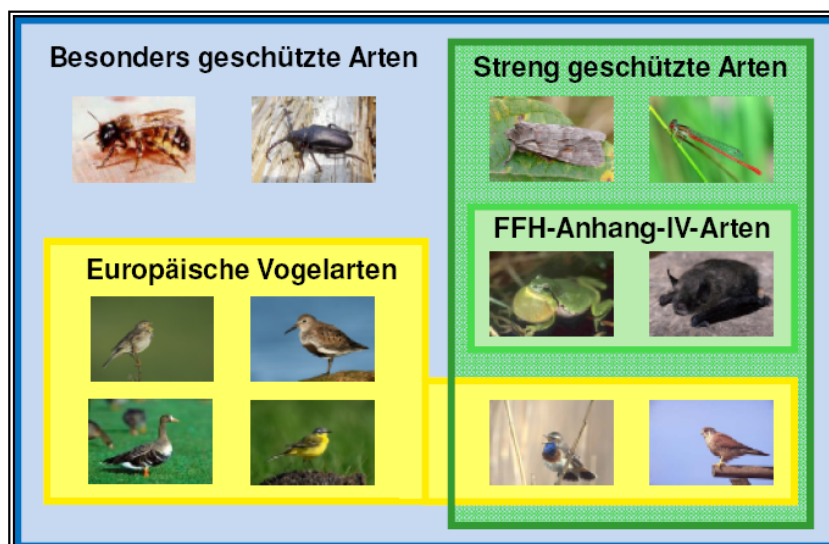 Besonders geschützte Arten
Streng geschützte Arten
FFH-Anhang-IV-Arten
Europäische Vogelarten